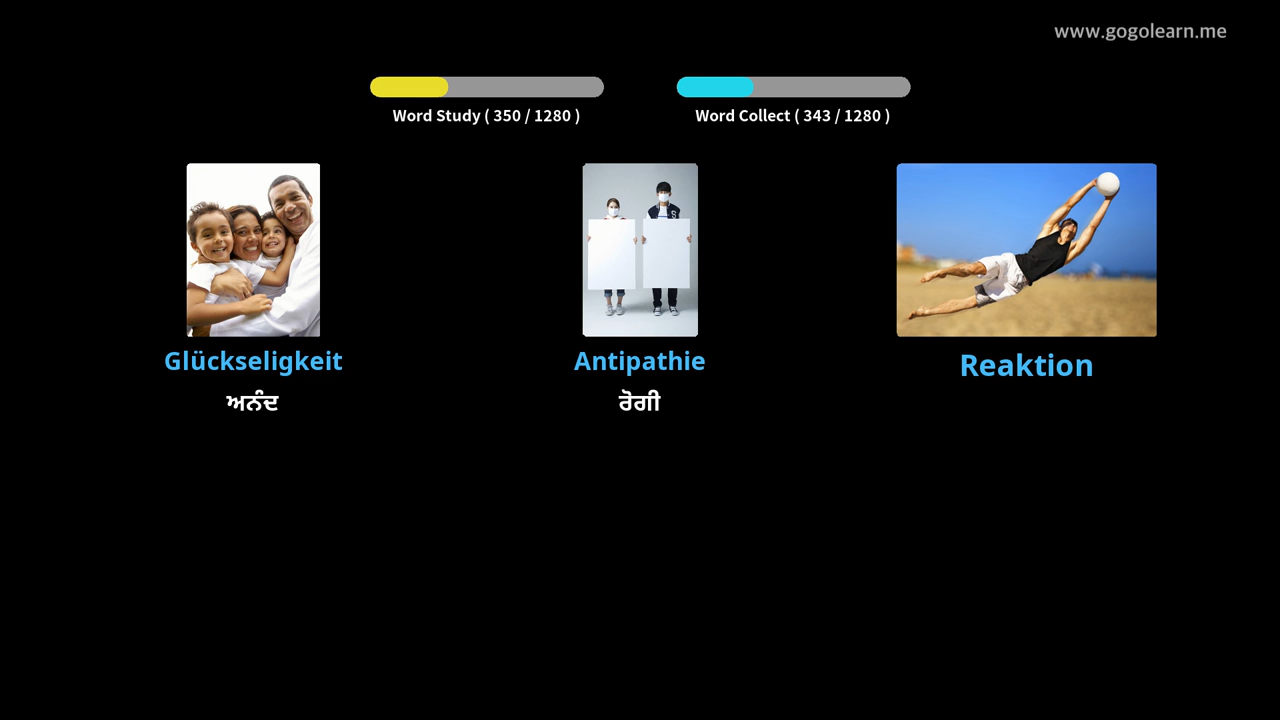 www.gogolearn.me
Word Study ( 350 / 1280 )
Word Collect ( 343 / 1280 )
Glückseligkeit
Antipathie
Reaktion
ਅਨੰਦ
ਰੋਗੀ